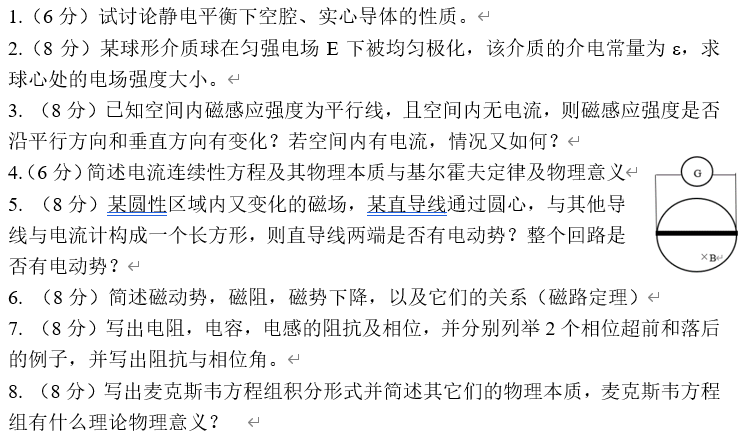 1.（6 分）试讨论静电平衡下空腔、实心导体的性质。
2.（8 分）某球形介质球在匀强电场 E 下被均匀极化，该介质的介电常量为 ε，求
球心处的电场强度大小。
3. （8 分）已知空间内磁感应强度为平行线，且空间内无电流，则磁感应强度是否
沿平行方向和垂直方向有变化？若空间内有电流，情况又如何？
4.（6 分）简述电流连续性方程及其物理本质与基尔霍夫定律及物理意义
5. （8 分）某圆性区域内又变化的磁场，某直导线通过圆心，与其他导
线与电流计构成一个长方形，则直导线两端是否有电动势？整个回路是
否有电动势？
G
×B
6. （8 分）简述磁动势，磁阻，磁势下降，以及它们的关系（磁路定理）
7. （8 分）写出电阻，电容，电感的阻抗及相位，并分别列举 2 个相位超前和落后
的例子，并写出阻抗与相位角。
8. （8 分）写出麦克斯韦方程组积分形式并简述其它们的物理本质，麦克斯韦方程
组有什么理论物理意义？